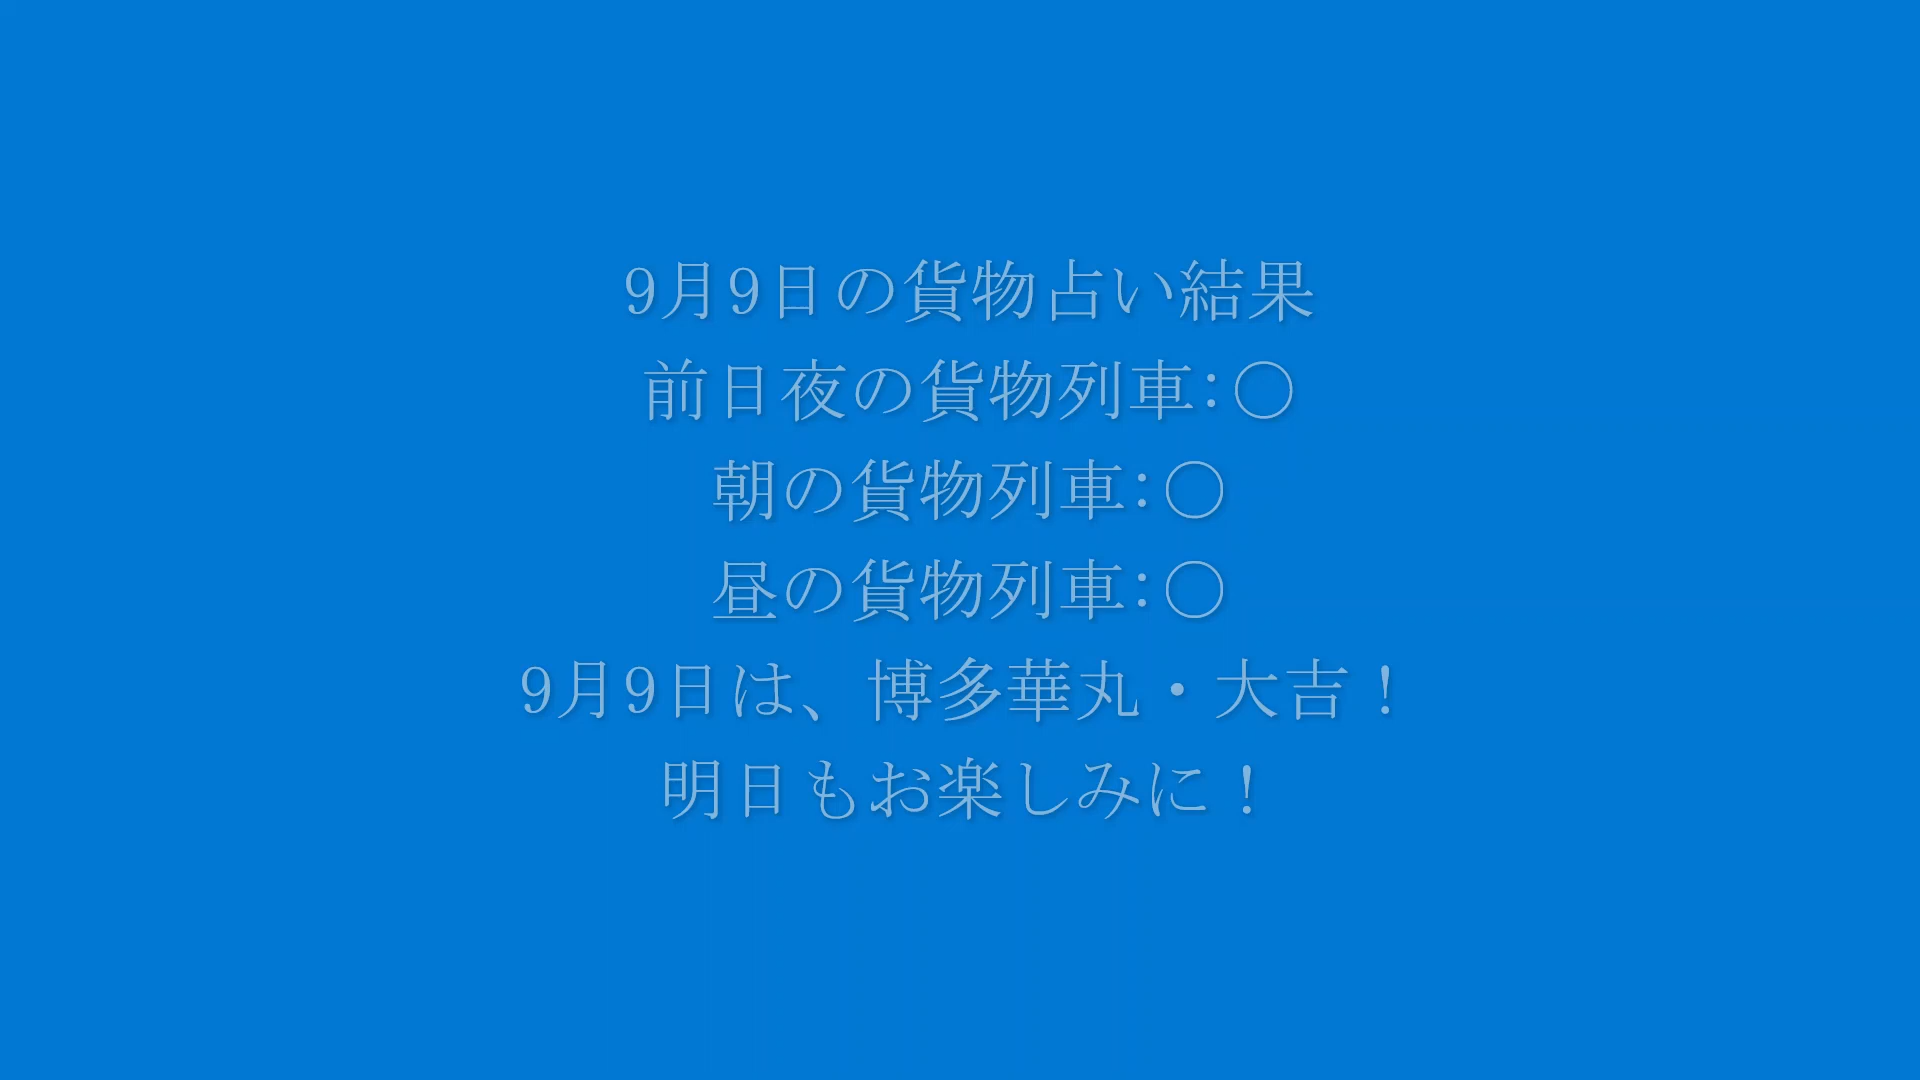 9月9日の貨物占い結果
前日夜の貨物列車：〇
朝の貨物列車：〇
昼の貨物列車：〇
9月9日は、博多華丸・大吉！
明日もお楽しみに！